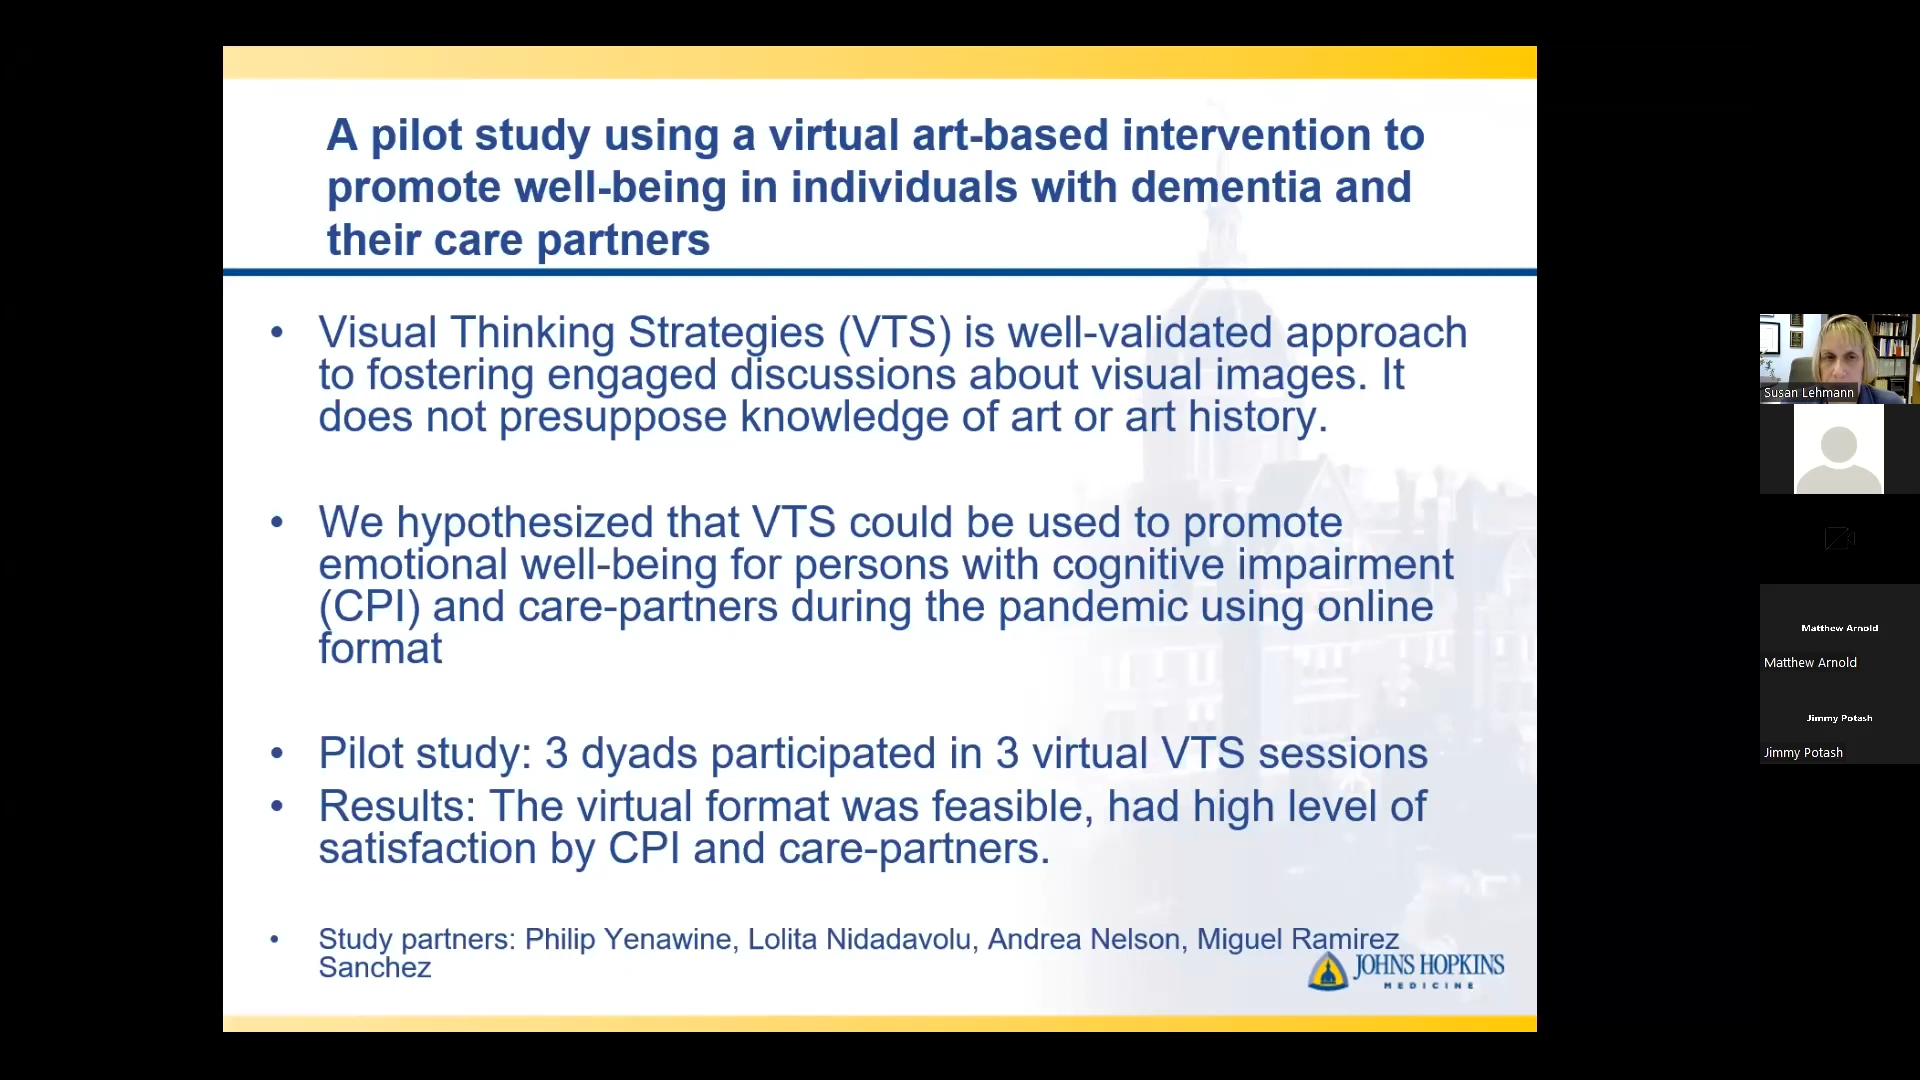 A pilot study using a virtual art-based intervention to
promote well-being in individuals with dementia and
their care partners
• Visual Thinking Strategies (VTS) is well-validated approach
to fostering engaged discussions about visual images. It
does not presuppose knowledge of art or art history.
• We hypothesized that VTS could be used to promote
emotional well-being for persons with cognitive impairment
(CPI) and care-partners during the pandemic using online
format
• Pilot study: 3 dyads participated in 3 virtual VTS sessions
• Results: The virtual format was feasible, had high level of
satisfaction by CPI and care-partners.
• Study partners: Philip Yenawine, Lolita Nidadavolu, Andrea Nelson, Miguel Ramirez
Sanchez
JOHNS HOPKINS
MEDICINE
Susan Lehmann
Matthew Arnold
Matthew Arnold
Jimmy Potash
Jimmy Potash